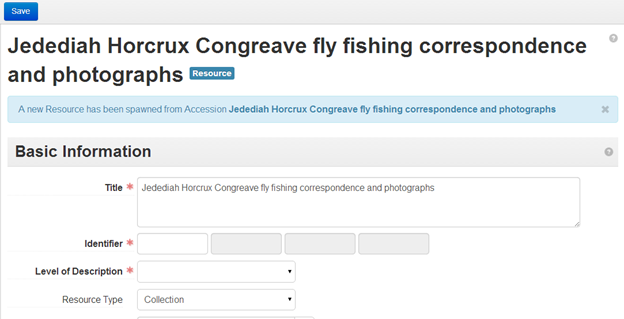 Save
Jedediah Horcrux Congreave fly fishing correspondence
and photographs Resource
A new Resource has been spawned from Accession Jedediah Horcrux Congreave fly fishing correspondence and photographs
Basic Information
Title * Jedediah Horcrux Congreave fly fishing correspondence and photographs
Identifier *
Level of Description *
Resource Type Collection